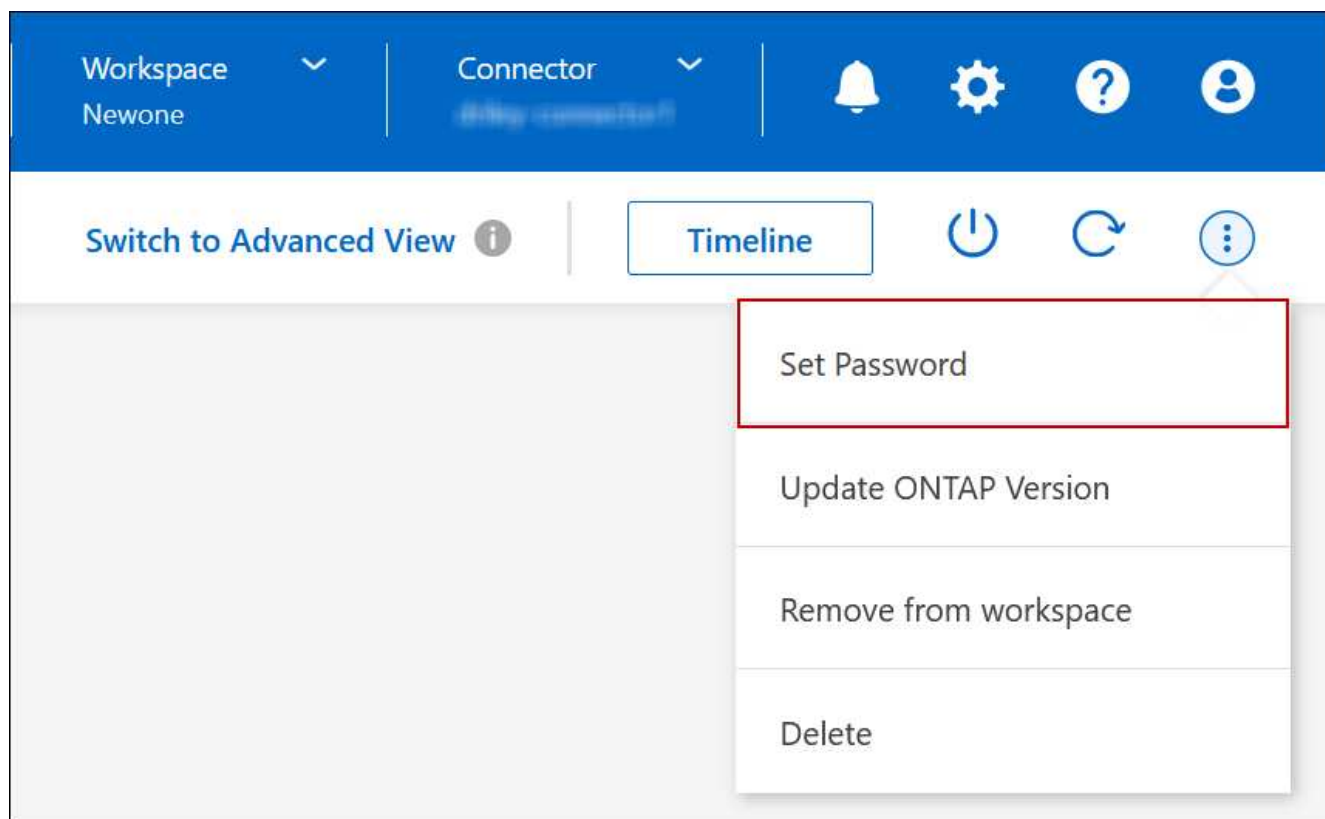 Workspace
Newone
Connector
Switch to Advanced View
Timeline
Set Password
Update ONTAP Version
Remove from workspace
Delete